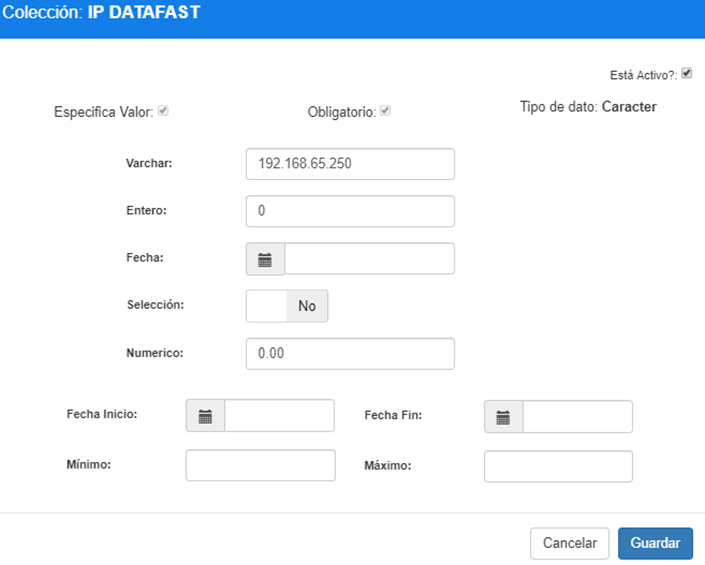 Colección: IP DATAFAST
Está Activo?:
Especifica Valor:
Obligatorio:
Tipo de dato: Caracter
Varchar:
192.168.65.250
Entero:
0
Fecha:
Selección:
No
Numerico:
0.00
Fecha Inicio:
Fecha Fin:
Mínimo:
Máximo:
Cancelar
Guardar